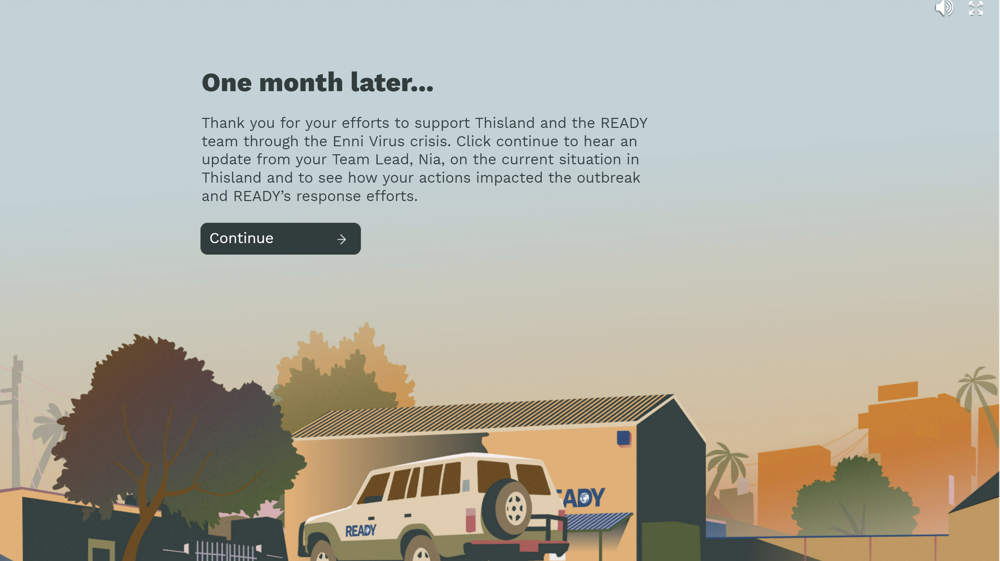 One month later...
Thank you for your efforts to support Thisland and the READY
team through the Enni Virus crisis. Click continue to hear an
update from your Team Lead, Nia, on the current situation in
Thisland and to see how your actions impacted the outbreak
and READY’s response efforts.
Continue
EADY
READY